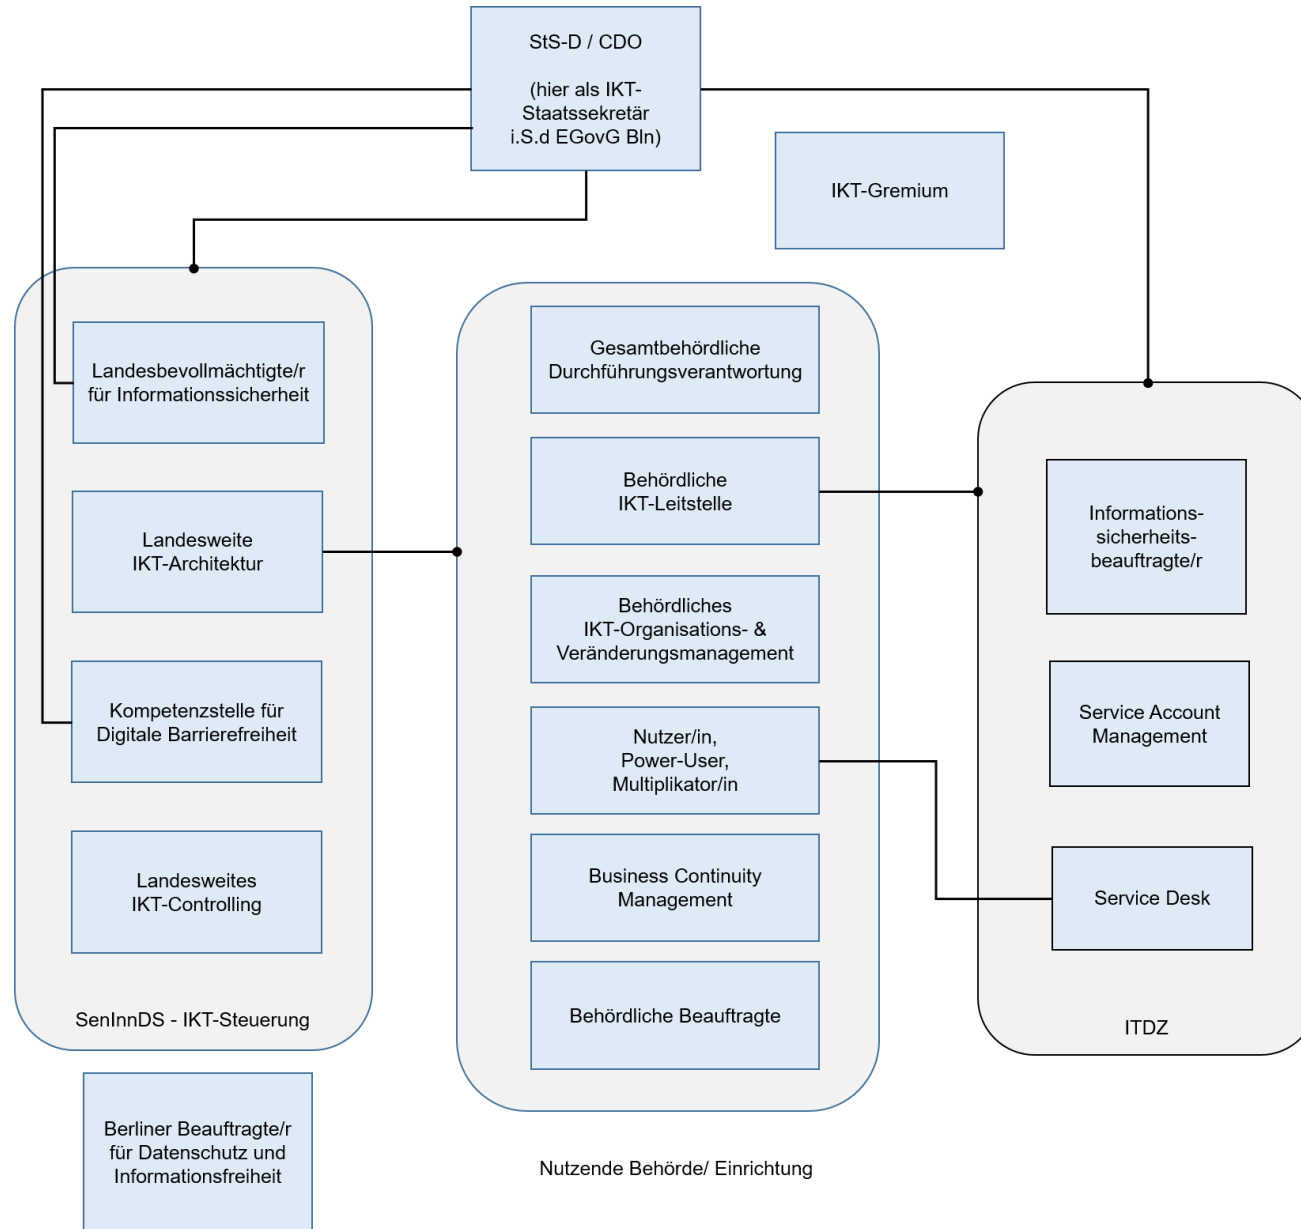 StS-D / CDO
(hier als IKT-
Staatssekretär
i.S.d EGovG Bln)
IKT-Gremium
Landesbevollmächtigte/r
für Informationssicherheit
Landesweite
IKT-Architektur
Kompetenzstelle für
Digitale Barrierefreiheit
Landesweites
IKT-Controlling
SenInnDS - IKT-Steuerung
Berliner Beauftragte/r
für Datenschutz und
Informationsfreiheit
Gesamtbehördliche
Durchführungsverantwortung
Behördliche
IKT-Leitstelle
Behördliches
IKT-Organisations- &
Veränderungsmanagement
Nutzer/in,
Power-User,
Multiplikator/in
Business Continuity
Management
Behördliche Beauftragte
Nutzende Behörde/ Einrichtung
Informations-
sicherheits-
beauftragte/r
Service Account
Management
Service Desk
ITDZ